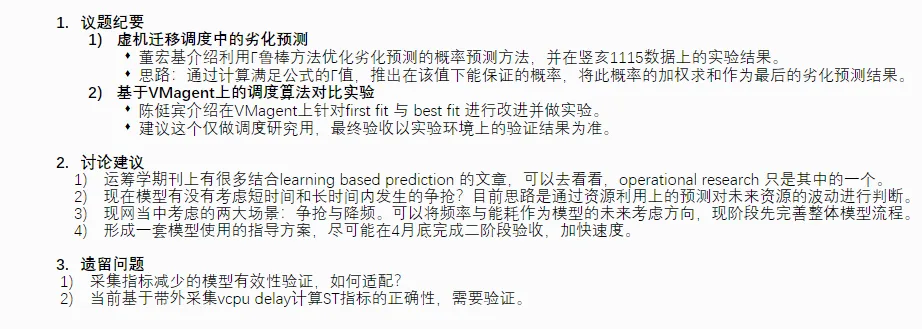 1. 议题纪要
1) 虚机迁移调度中的劣化预测
♦ 董宏基介绍利用Γ鲁棒方法优化劣化预测的概率预测方法，并在竖亥1115数据上的实验结果。
♦ 思路：通过计算满足公式的Γ值，推出在该值下能保证的概率，将此概率的加权求和作为最后的劣化预测结果。
2) 基于VMagent上的调度算法对比实验
♦ 陈侹宾介绍在VMagent上针对first fit 与 best fit 进行改进并做实验。
♦ 建议这个仅做调度研究用，最终验收以实验环境上的验证结果为准。
2. 讨论建议
1) 运筹学期刊上有很多结合learning based prediction 的文章，可以去看看，operational research 只是其中的一个。
2) 现在模型有没有考虑短时间和长时间内发生的争抢？目前思路是通过资源利用上的预测对未来资源的波动进行判断。
3) 现网当中考虑的两大场景：争抢与降频。可以将频率与能耗作为模型的未来考虑方向，现阶段先完善整体模型流程。
4) 形成一套模型使用的指导方案，尽可能在4月底完成二阶段验收，加快速度。
3. 遗留问题
1) 采集指标减少的模型有效性验证，如何适配？
2) 当前基于带外采集vcpu delay计算ST指标的正确性，需要验证。